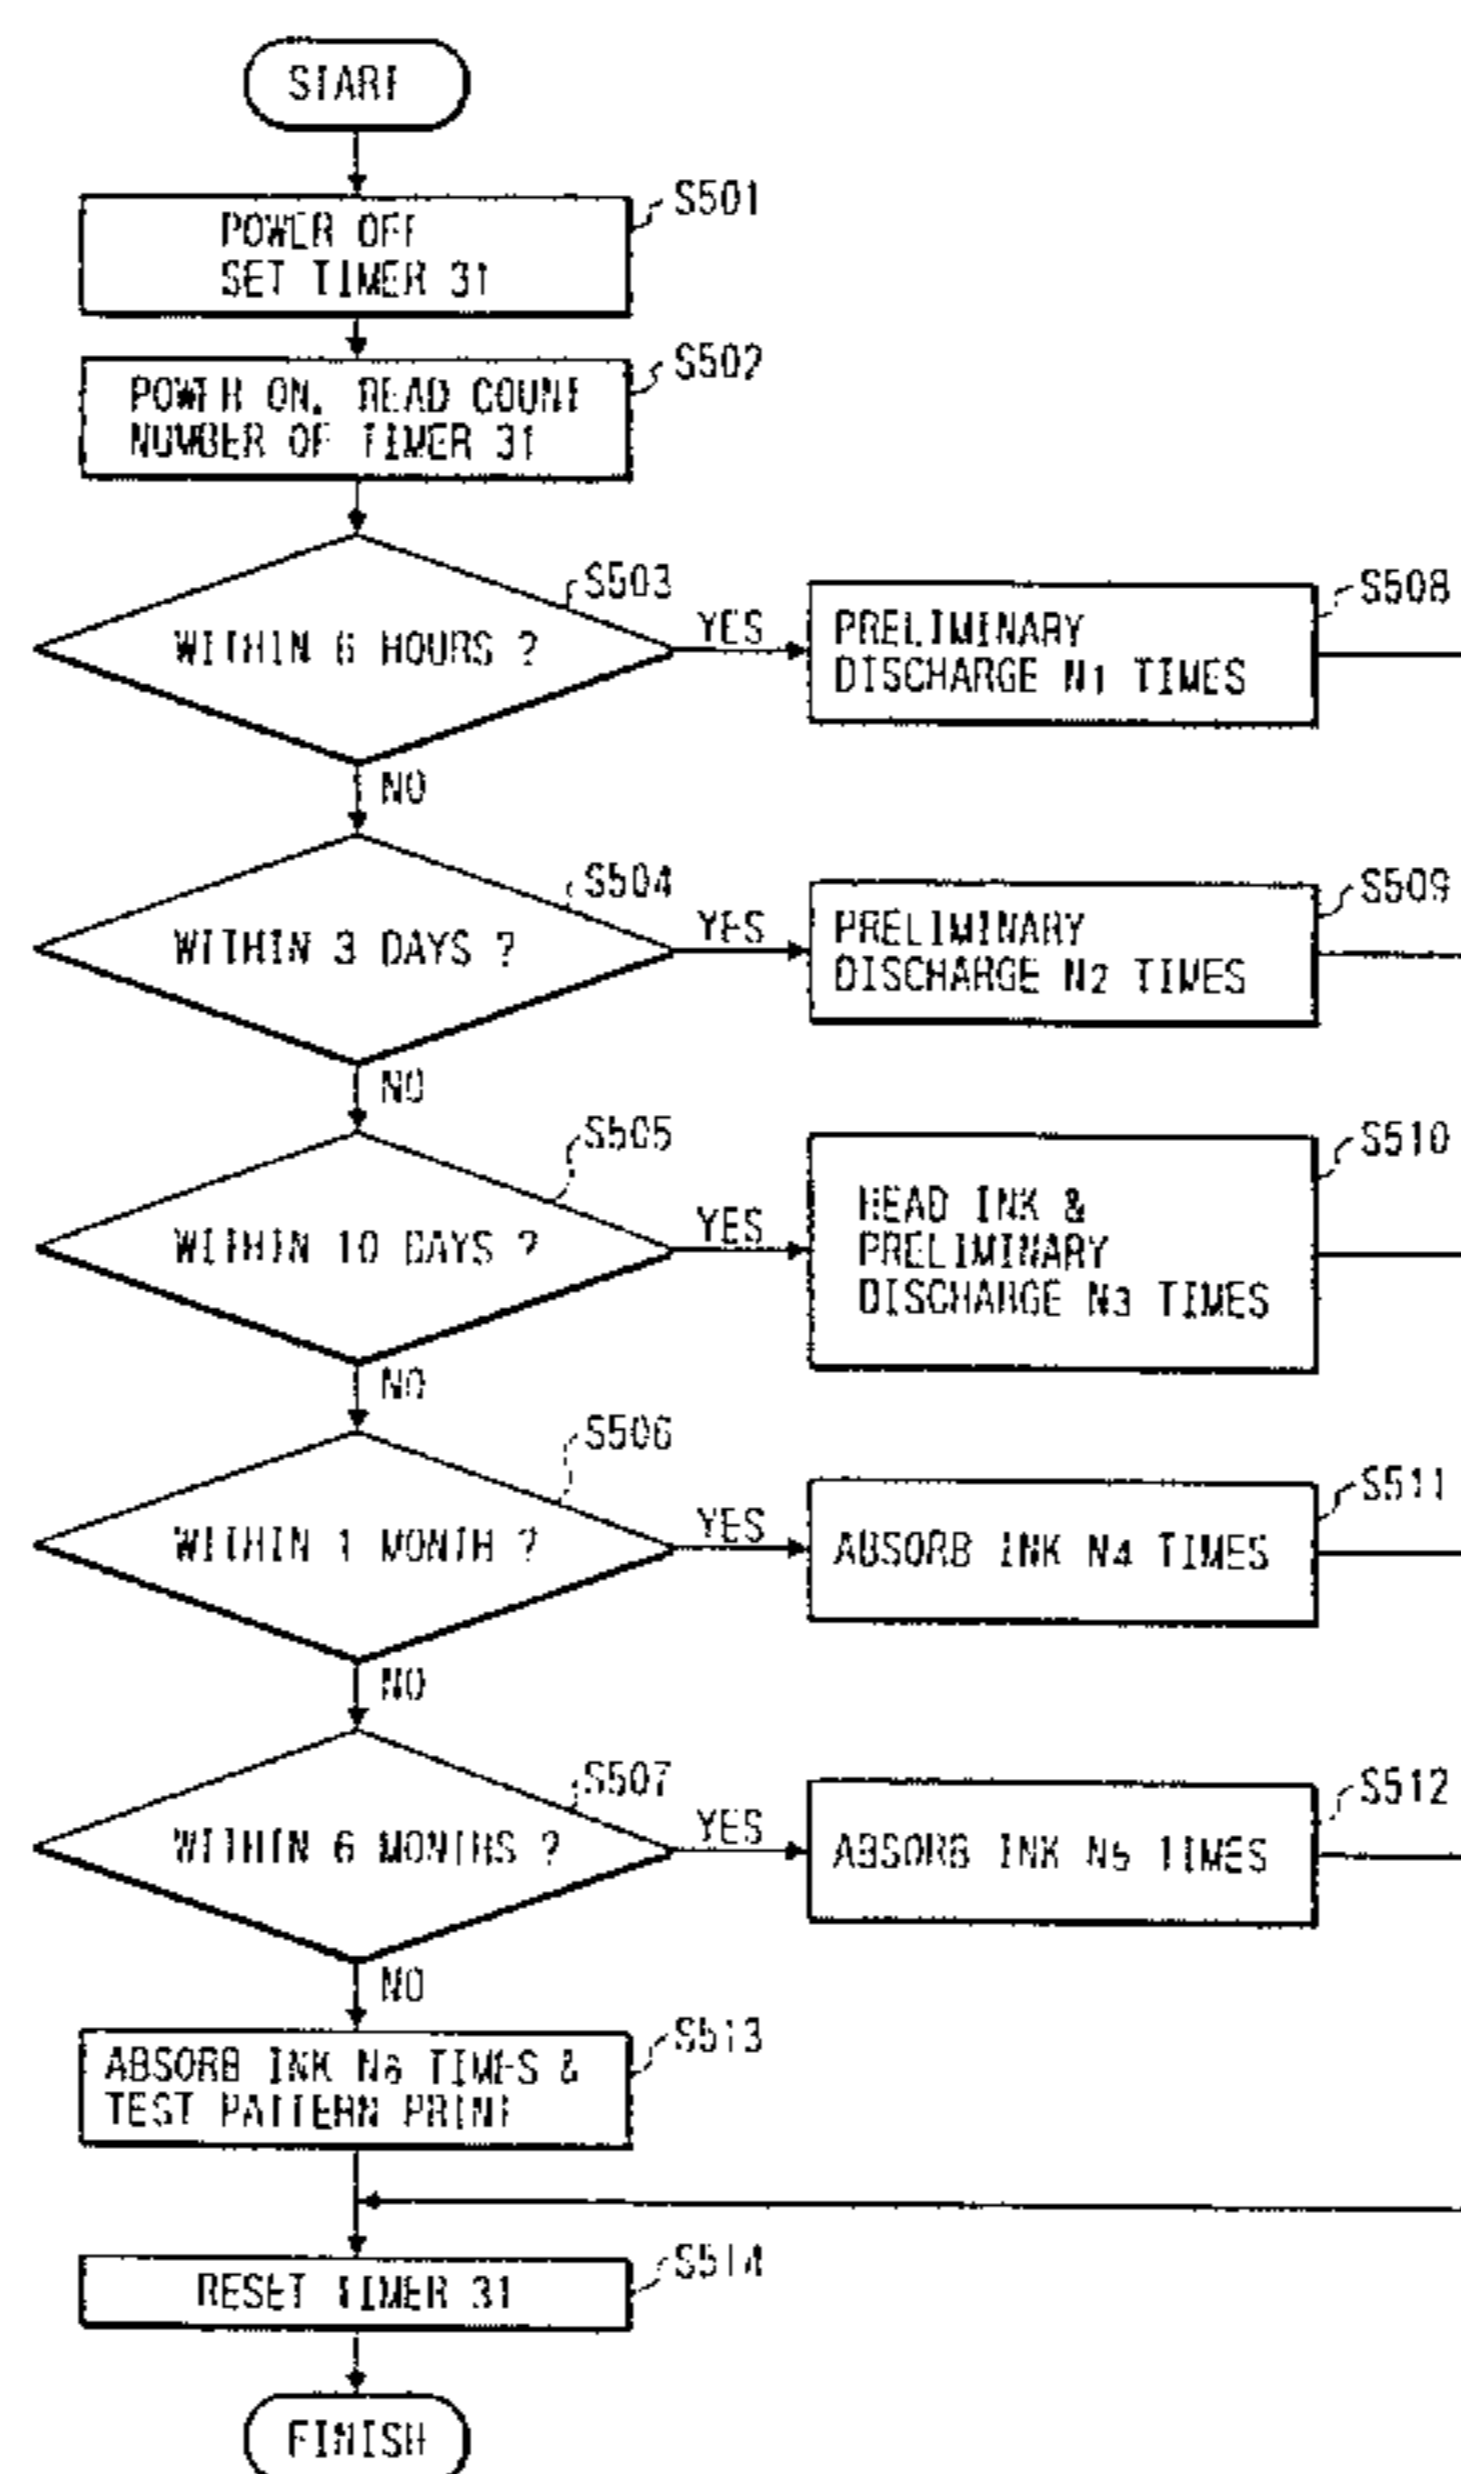 START
S501
POWER OFF
SET TIMER 31
S502
POWER ON. READ COUNT
NUMBER OF TIMER 31
S503
WITHIN 6 HOURS ?
YES
S508
PRELIMINARY
DISCHARGE N1 TIMES
NO
S504
WITHIN 3 DAYS ?
YES
S509
PRELIMINARY
DISCHARGE N2 TIMES
NO
S505
WITHIN 10 DAYS ?
YES
S510
HEAD INK &
PRELIMINARY
DISCHARGE N3 TIMES
NO
S506
WITHIN 1 MONTH ?
YES
S511
ABSORB INK N4 TIMES
NO
S507
WITHIN 6 MONTHS ?
YES
S512
ABSORB INK N5 TIMES
NO
S513
ABSORB INK N6 TIMES &
TEST PATTERN PRINT
S514
RESET TIMER 31
FINISH